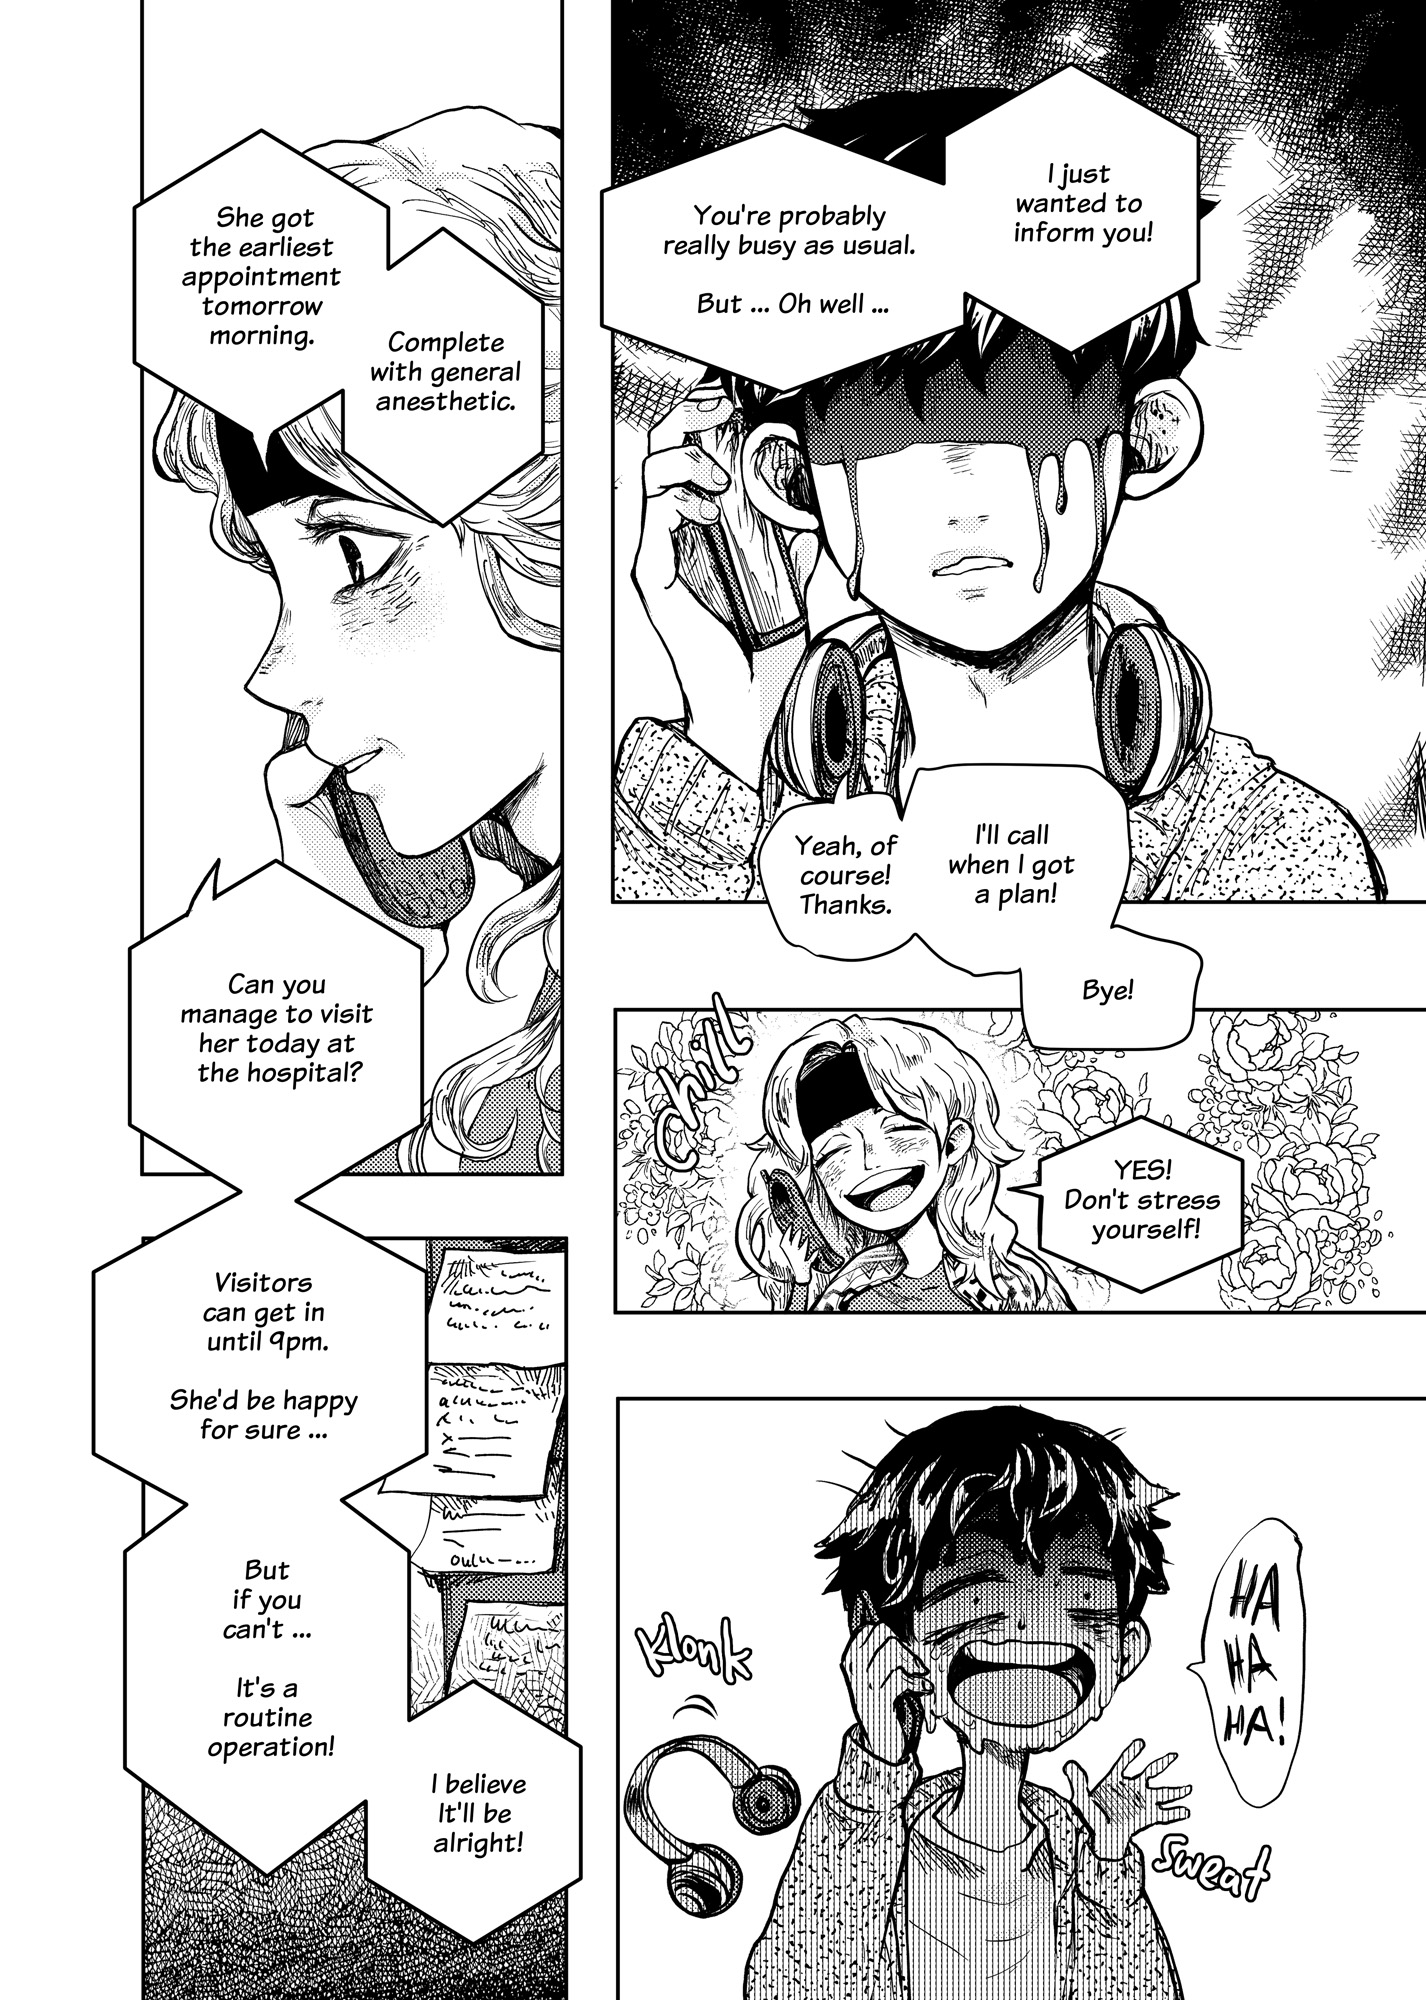 She got
the earliest
appointment
tomorrow
morning.
Complete
with general
anesthetic.
Can you
manage to visit
her today at
the hospital?
Visitors
can get in
until 9pm.
She'd be happy
for sure ...
But
if you
can't ...
It's a
routine
operation!
I believe
It'll be
alright!
You're probably
really busy as usual.
But ... Oh well ...
I just
wanted to
inform you!
Yeah, of
course!
Thanks.
I'll call
when I got
a plan!
Bye!
chill
YES!
Don't stress
yourself!
HA
HA
HA!
Klonk
Sweat